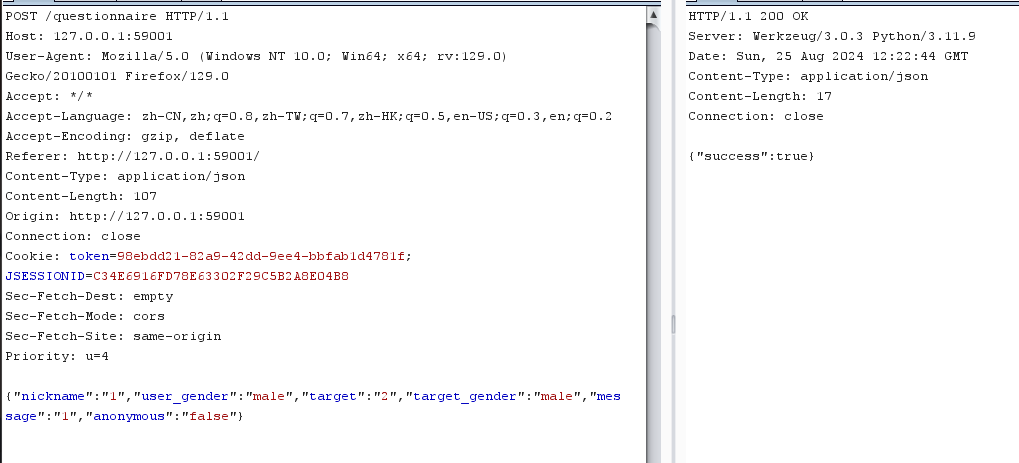 POST /questionnaire HTTP/1.1
Host: 127.0.0.1:59001
User-Agent: Mozilla/5.0 (Windows NT 10.0; Win64; x64; rv:129.0)
Gecko/20100101 Firefox/129.0
Accept: */*
Accept-Language: zh-CN,zh;q=0.8,zh-TW;q=0.7,zh-HK;q=0.5,en-US;q=0.3,en;q=0.2
Accept-Encoding: gzip, deflate
Referer: http://127.0.0.1:59001/
Content-Type: application/json
Content-Length: 107
Origin: http://127.0.0.1:59001
Connection: close
Cookie: token=98ebdd21-82a9-42dd-9ee4-bbfab1d4781f;
JSESSIONID=C34E6916FD78E63302F29C5B2A8E04B8
Sec-Fetch-Dest: empty
Sec-Fetch-Mode: cors
Sec-Fetch-Site: same-origin
Priority: u=4
{"nickname":"1","user_gender":"male","target":"2","target_gender":"male","mes
sage":"1","anonymous":"false"}
HTTP/1.1 200 OK
Server: Werkzeug/3.0.3 Python/3.11.9
Date: Sun, 25 Aug 2024 12:22:44 GMT
Content-Type: application/json
Content-Length: 17
Connection: close
{"success":true}